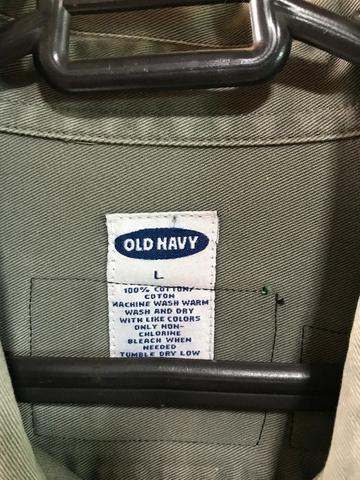 OLD NAVY
L
100% COTTON/
COTON
MACHINE WASH WARM
WASH AND DRY
WITH LIKE COLORS
ONLY NON-
CHLORINE
BLEACH WHEN
NEEDED
TUMBLE DRY LOW